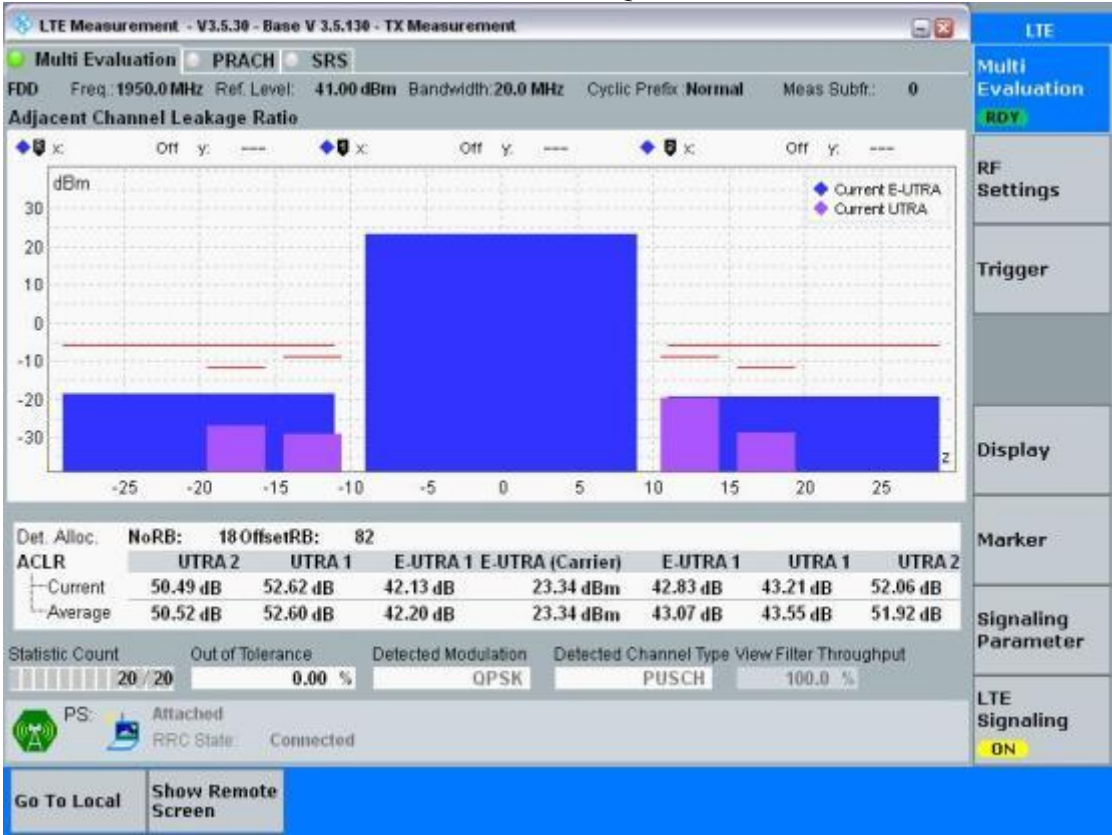 LTE Measurement - V3.5.30 - Base V 3.5.130 - TX Measurement
Multi Evaluation PRACH SRS
FDD Freq.: 1950.0 MHz Ref. Level: 41.00 dBm Bandwidth: 20.0 MHz Cyclic Prefix: Normal Meas Subfr.: 0
Adjacent Channel Leakage Ratio
x: Off y: --- x: Off y: --- x: Off y: ---
dBm
Current E-UTRA
Current UTRA
30
20
10
0
-10
-20
-30
z
-25 -20 -15 -10 -5 0 5 10 15 20 25
Det. Alloc. NoRB: 18 OffsetRB: 82
ACLR UTRA 2 UTRA 1 E-UTRA 1 E-UTRA (Carrier) E-UTRA 1 UTRA 1 UTRA 2
Current 50.49 dB 52.62 dB 42.13 dB 23.34 dBm 42.83 dB 43.21 dB 52.06 dB
Average 50.52 dB 52.60 dB 42.20 dB 23.34 dBm 43.07 dB 43.55 dB 51.92 dB
Statistic Count Out of Tolerance Detected Modulation Detected Channel Type View Filter Throughput
20 / 20 0.00 % QPSK PUSCH 100.0 %
PS: Attached
RRC State: Connected
Go To Local
Show Remote
Screen
LTE
Multi
Evaluation
RDY
RF
Settings
Trigger
Display
Marker
Signaling
Parameter
LTE
Signaling
ON